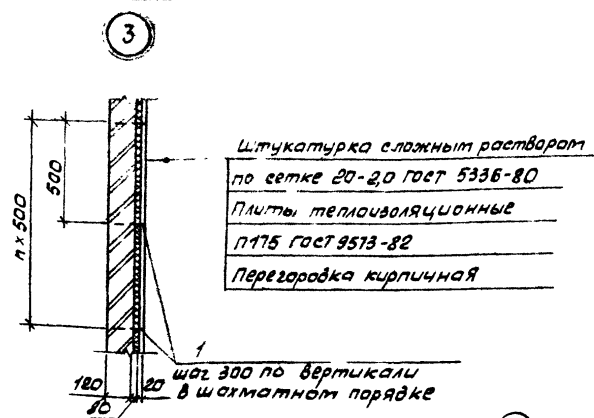 3
Штукатурка сложным раствором
по сетке 20-2,0 ГОСТ 5336-80
Плиты теплоизоляционные
П175 ГОСТ 9573-82
Перегородка кирпичная
500
п×500
1
шаг 300 по вертикали
в шахматном порядке
120
80
20